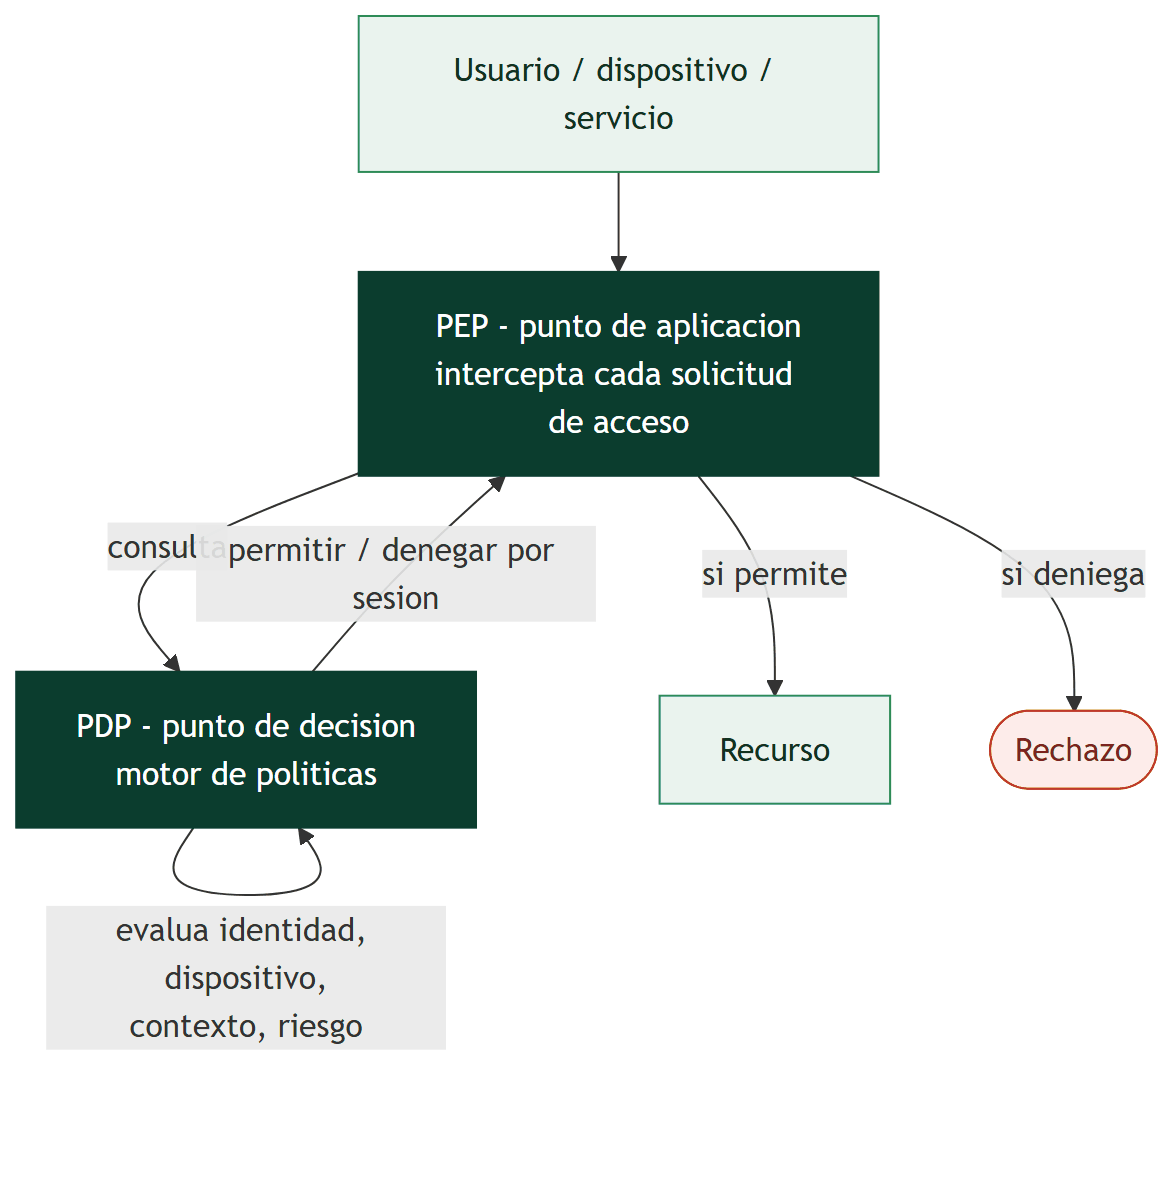 Usuario / dispositivo /
servicio
PEP - punto de aplicacion
intercepta cada solicitud
de acceso
consulta
permitir / denegar por
sesion
si permite
si deniega
PDP - punto de decision
motor de politicas
Recurso
Rechazo
evalua identidad,
dispositivo,
contexto, riesgo